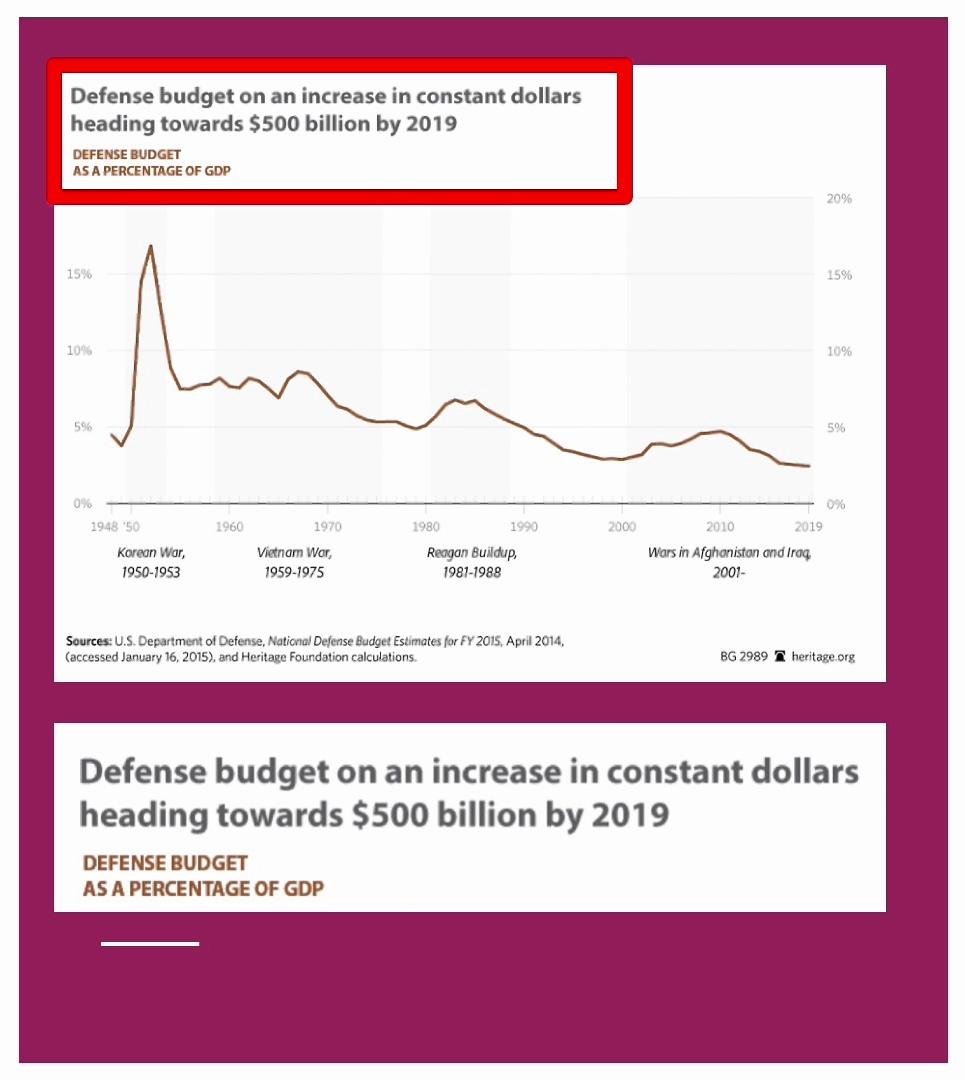 Defense budget on an increase in constant dollars
heading towards $500 billion by 2019
DEFENSE BUDGET
AS A PERCENTAGE OF GDP
20%
15% 15%
10% 10%
5% 5%
0% 0%
1948 '50 1960 1970 1980 1990 2000 2010 2019
Korean War, Vietnam War, Reagan Buildup, Wars in Afghanistan and Iraq,
1950-1953 1959-1975 1981-1988 2001-
Sources: U.S. Department of Defense, National Defense Budget Estimates for FY 2015, April 2014,
(accessed January 16, 2015), and Heritage Foundation calculations. BG 2989 heritage.org
Defense budget on an increase in constant dollars
heading towards $500 billion by 2019
DEFENSE BUDGET
AS A PERCENTAGE OF GDP